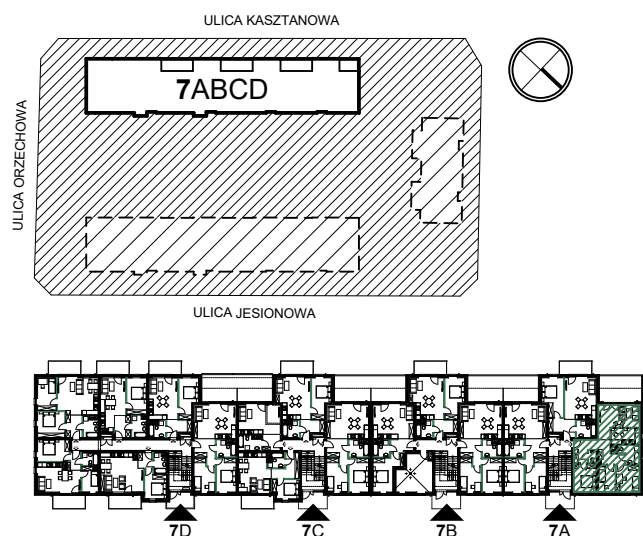 ULICA KASZTANOWA
7ABCD
ULICA ORZECHOWA
ULICA JESIONOWA
7D 7C 7B 7A